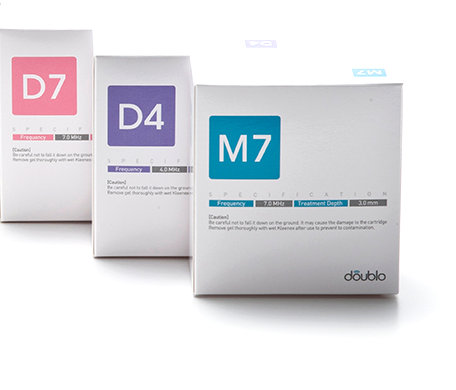 D7
S P E C I F I
Frequency 7.0 MHz
[Caution]
Be careful not to fall it down on the
Remove gel thoroughly with wet Kleenex
D4
D4
S P E C I F
Frequency 4.0 MHz
[Caution]
Be careful not to fall it down on the ground
Remove gel thoroughly with wet Kleenex
M7
M7
S P E C I F I C A T I O N
Frequency 7.0 MHz Treatment Depth 3.0 mm
[Caution]
Be careful not to fall it down on the ground. It may cause the damage to the cartridge.
Remove gel thoroughly with wet Kleenex after use to prevent to contamination.
doublo